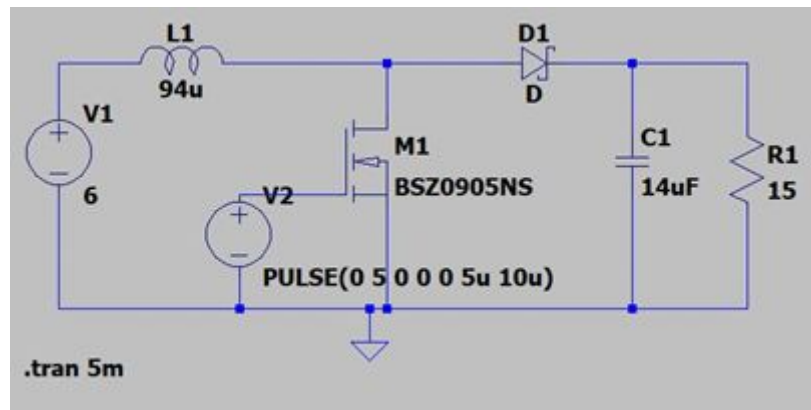 L1
94u
D1
D
V1
6
M1
BSZ0905NS
V2
PULSE(0 5 0 0 0 5u 10u)
C1
14uF
R1
15
.tran 5m